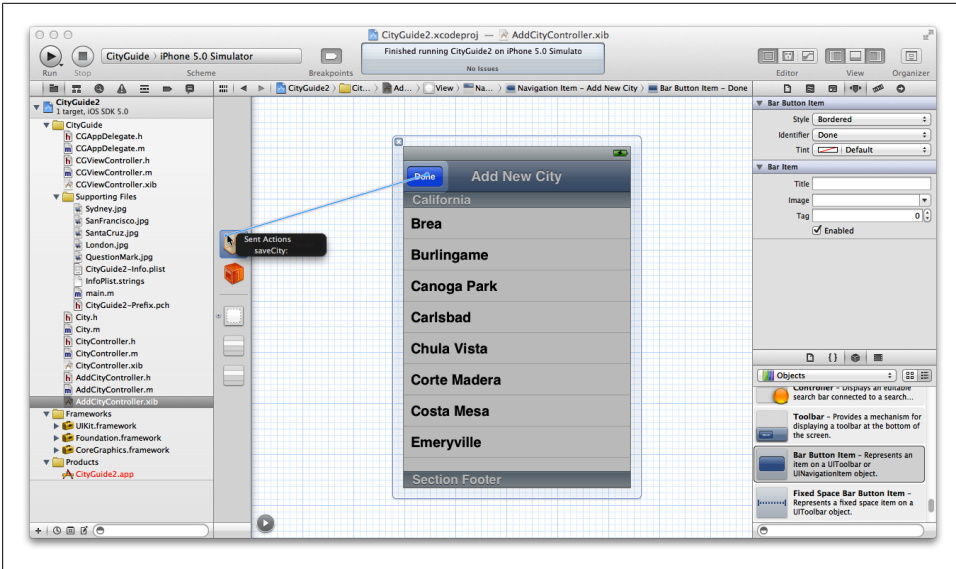 CityGuide2.xcodeproj — AddCityController.xib
CityGuide 〉 iPhone 5.0 Simulator
Finished running CityGuide2 on iPhone 5.0 Simulato
No Issues
Run Stop Scheme Breakpoints Editor View Organizer
CityGuide2 〉 Cit... 〉 Ad... 〉 View 〉 Na... 〉 Navigation Item – Add New City 〉 Bar Button Item – Done
CityGuide2
1 target, iOS SDK 5.0
CityGuide
CGAppDelegate.h
CGAppDelegate.m
CGViewController.h
CGViewController.m
CGViewController.xib
Supporting Files
Sydney.jpg
SanFrancisco.jpg
SantaCruz.jpg
London.jpg
QuestionMark.jpg
CityGuide2-Info.plist
InfoPlist.strings
main.m
CityGuide2-Prefix.pch
City.h
City.m
CityController.h
CityController.m
CityController.xib
AddCityController.h
AddCityController.m
AddCityController.xib
Frameworks
UIKit.framework
Foundation.framework
CoreGraphics.framework
Products
CityGuide2.app
Sent Actions
saveCity:
Done
Add New City
California
Brea
Burlingame
Canoga Park
Carlsbad
Chula Vista
Corte Madera
Costa Mesa
Emeryville
Section Footer
Bar Button Item
Style Bordered
Identifier Done
Tint Default
Bar Item
Title
Image
Tag 0
Enabled
Objects
Controller – Displays an editable
search bar connected to a search...
Toolbar – Provides a mechanism for
displaying a toolbar at the bottom of
the screen.
Bar Button Item – Represents an
item on a UIToolbar or
UINavigationItem object.
Fixed Space Bar Button Item –
Represents a fixed space item on a
UIToolbar object.